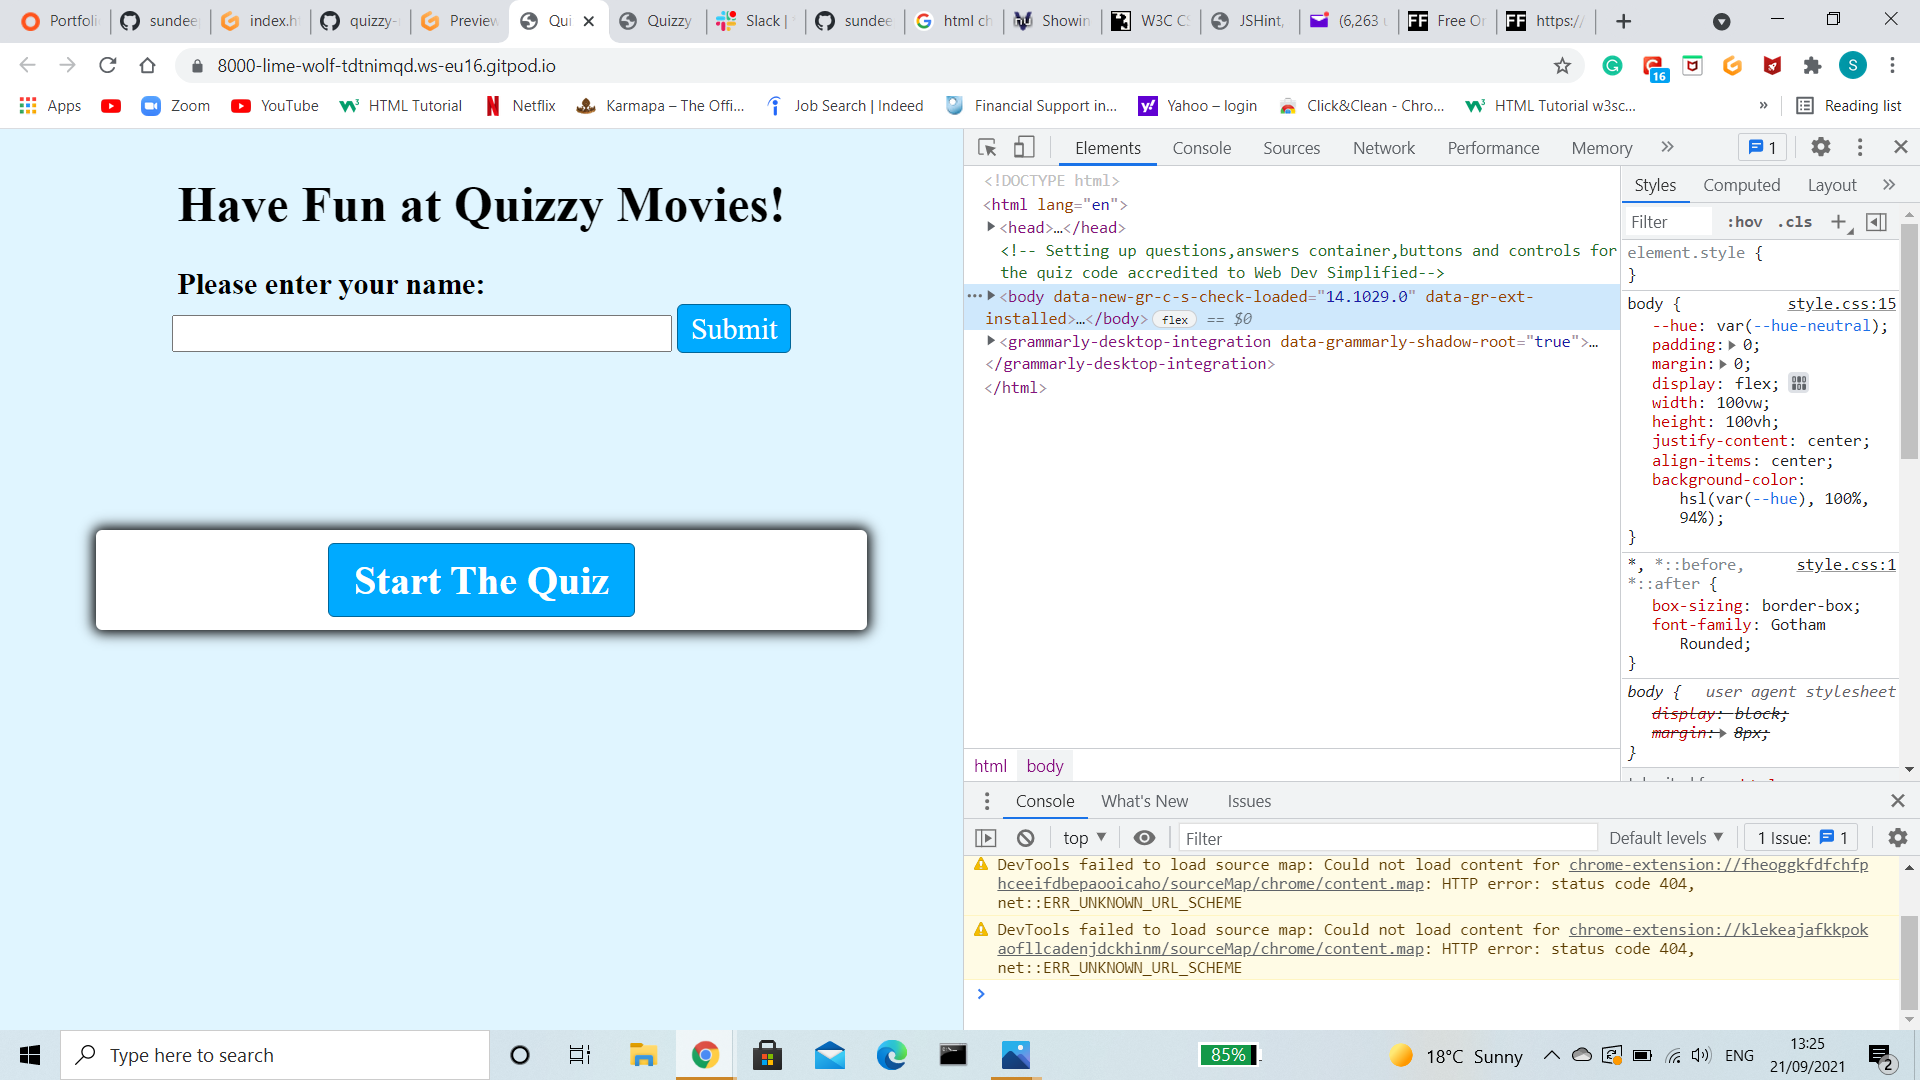 Portfoli
sundeep
index.ht
quizzy-
Preview
Qui
Quizzy
Slack |
sundee
html ch
Showin
W3C CS
JSHint,
(6,263 u
Free On
https://
8000-lime-wolf-tdtnimqd.ws-eu16.gitpod.io
16
S
Apps
Zoom
YouTube
HTML Tutorial
Netflix
Karmapa – The Offi...
Job Search | Indeed
Financial Support in...
Yahoo – login
Click&Clean - Chro...
HTML Tutorial w3sc...
»
Reading list
Have Fun at Quizzy Movies!
Please enter your name:
Submit
Start The Quiz
Elements Console Sources Network Performance Memory » 1
<!DOCTYPE html>
<html lang="en">
<head>…</head>
<!-- Setting up questions,answers container,buttons and controls for
the quiz code accredited to Web Dev Simplified-->
<body data-new-gr-c-s-check-loaded="14.1029.0" data-gr-ext-
installed>…</body> flex == $0
<grammarly-desktop-integration data-grammarly-shadow-root="true">…
</grammarly-desktop-integration>
</html>
html body
Styles Computed Layout »
Filter :hov .cls +
element.style {
}
body { style.css:15
--hue: var(--hue-neutral);
padding: 0;
margin: 0;
display: flex;
width: 100vw;
height: 100vh;
justify-content: center;
align-items: center;
background-color:
hsl(var(--hue), 100%,
94%);
}
*, *::before, style.css:1
*::after {
box-sizing: border-box;
font-family: Gotham
Rounded;
}
body { user agent stylesheet
display: block;
margin: 8px;
}
Console What's New Issues
top Filter Default levels 1 Issue: 1
DevTools failed to load source map: Could not load content for chrome-extension://fheoggkfdfchfp
hceeifdbepaooicaho/sourceMap/chrome/content.map: HTTP error: status code 404,
net::ERR_UNKNOWN_URL_SCHEME
DevTools failed to load source map: Could not load content for chrome-extension://klekeajafkkpok
aofllcadenjdckhinm/sourceMap/chrome/content.map: HTTP error: status code 404,
net::ERR_UNKNOWN_URL_SCHEME
Type here to search
85%
18°C Sunny
ENG
13:25
21/09/2021
2